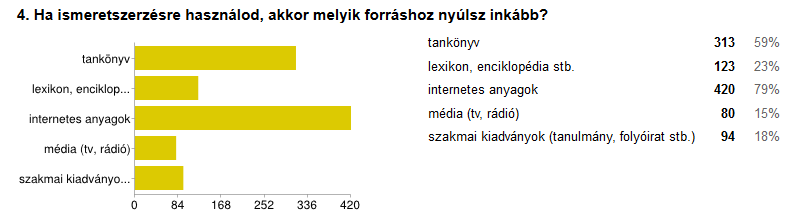 4. Ha ismeretszerzésre használod, akkor melyik forráshoz nyúlsz inkább?
tankönyv
lexikon, enciklop...
internetes anyagok
média (tv, rádió)
szakmai kiadványo...
0 84 168 252 336 420
tankönyv 313 59%
lexikon, enciklopédia stb. 123 23%
internetes anyagok 420 79%
média (tv, rádió) 80 15%
szakmai kiadványok (tanulmány, folyóirat stb.) 94 18%